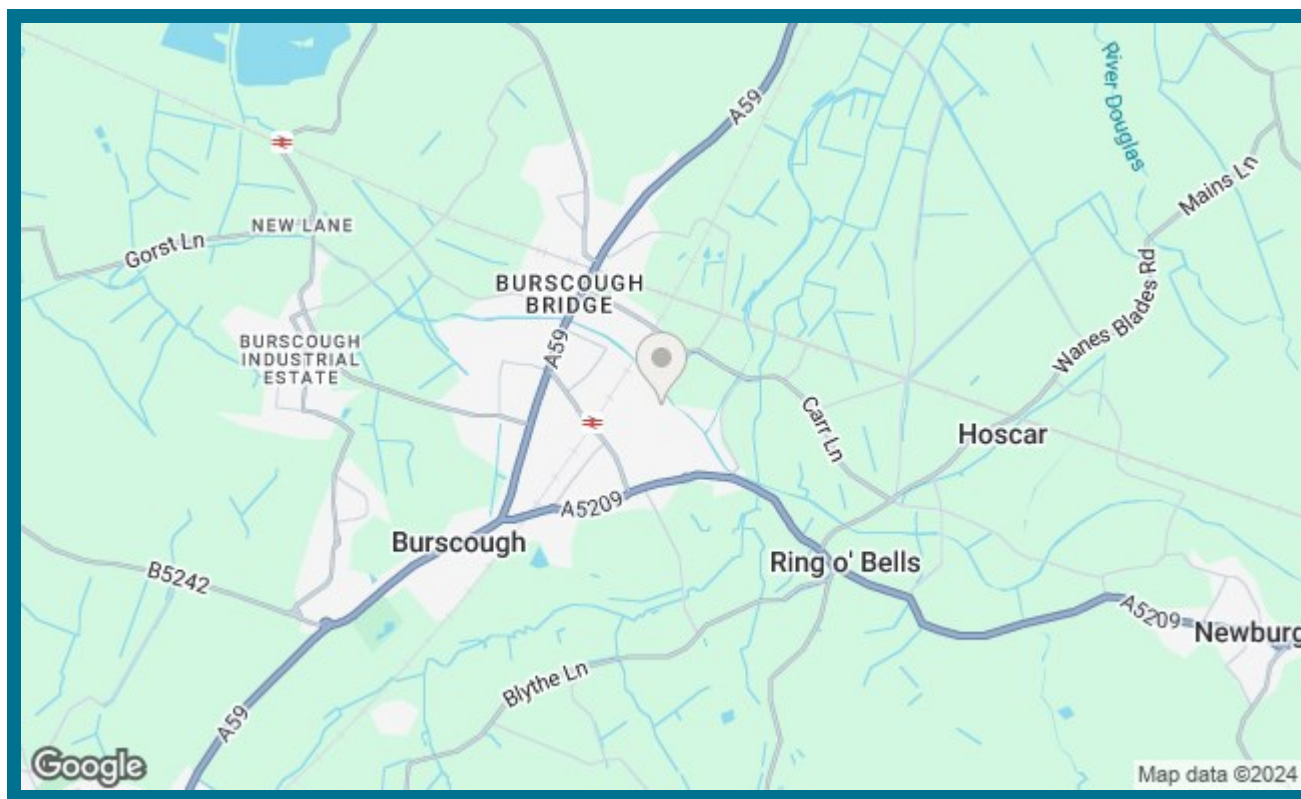 River Douglas
A59
Mains Ln
NEW LANE
Gorst Ln
BURSCOUGH
BRIDGE
Wanes Blades Rd
BURSCOUGH
INDUSTRIAL
ESTATE
A59
Carr Ln
Hoscar
A5209
Burscough
Ring o' Bells
B5242
A5209
Newburg
Blythe Ln
A59
Google
Map data ©2024